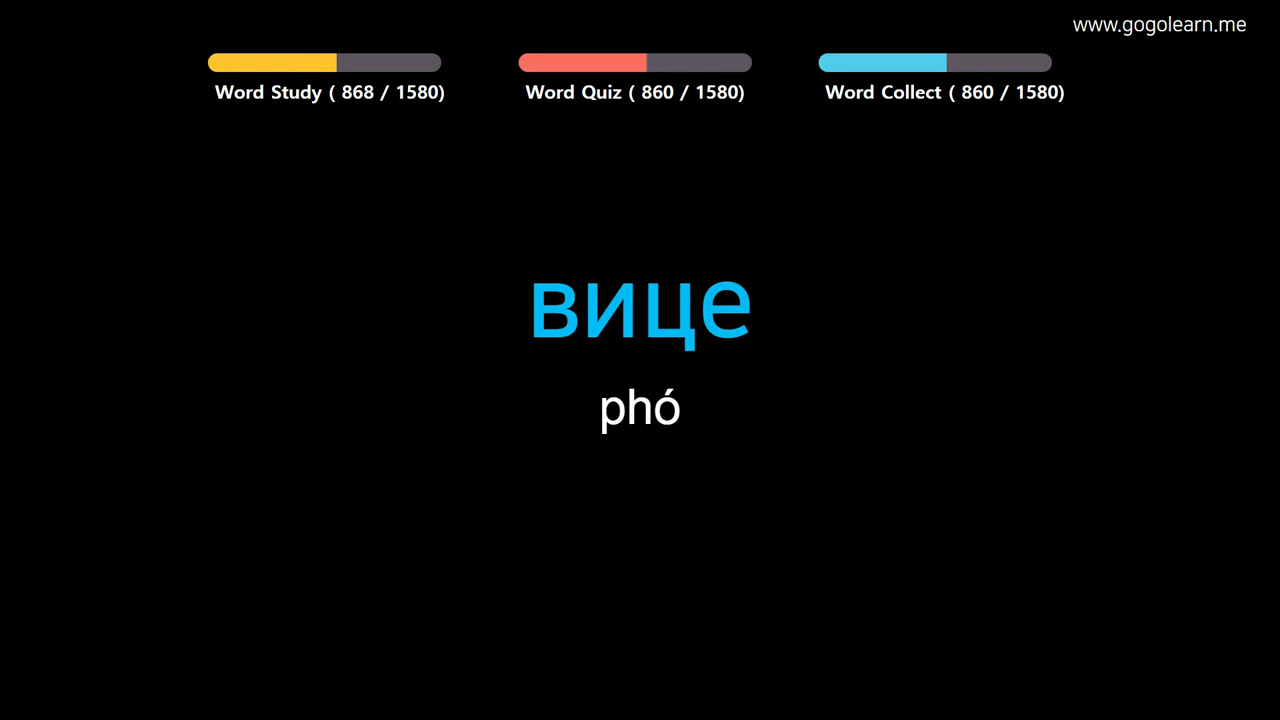 www.gogolearn.me
Word Study ( 868 / 1580)
Word Quiz ( 860 / 1580)
Word Collect ( 860 / 1580)
вице
phó